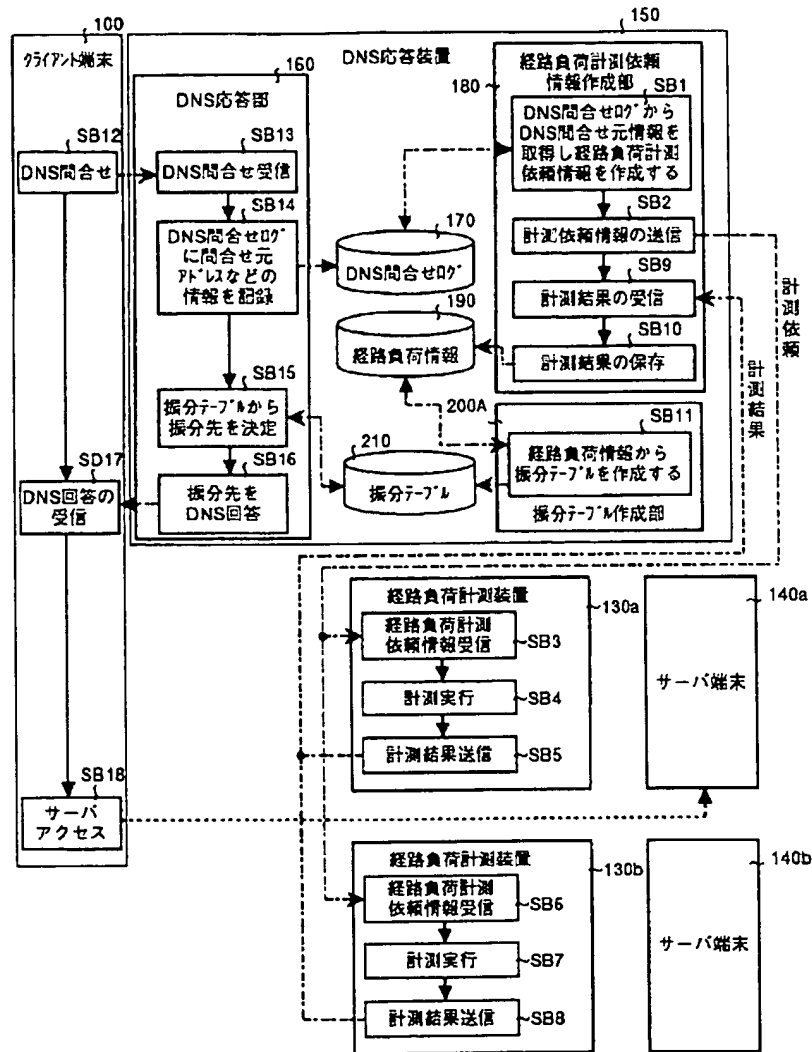 100
クライアント端末
SB12
DNS問合せ
SD17
DNS回答の
受信
SB18
サーバ
アクセス
150
DNS応答装置
160
DNS応答部
SB13
DNS問合せ受信
SB14
DNS問合せログ
に問合せ元
アドレスなどの
情報を記録
SB15
振分テーブルから
振分先を決定
SB16
振分先を
DNS回答
170
DNS問合せログ
190
経路負荷情報
210
振分テーブル
経路負荷計測依頼
情報作成部
180
SB1
DNS問合せログから
DNS問合せ元情報を
取得し経路負荷計測
依頼情報を作成する
SB2
計測依頼情報の送信
SB9
計測結果の受信
SB10
計測結果の保存
200A
SB11
経路負荷情報から
振分テーブルを作成する
振分テーブル作成部
計測依頼
計測結果
経路負荷計測装置
130a
経路負荷計測
依頼情報受信
SB3
計測実行
SB4
計測結果送信
SB5
140a
サーバ端末
経路負荷計測装置
130b
経路負荷計測
依頼情報受信
SB6
計測実行
SB7
計測結果送信
SB8
140b
サーバ端末